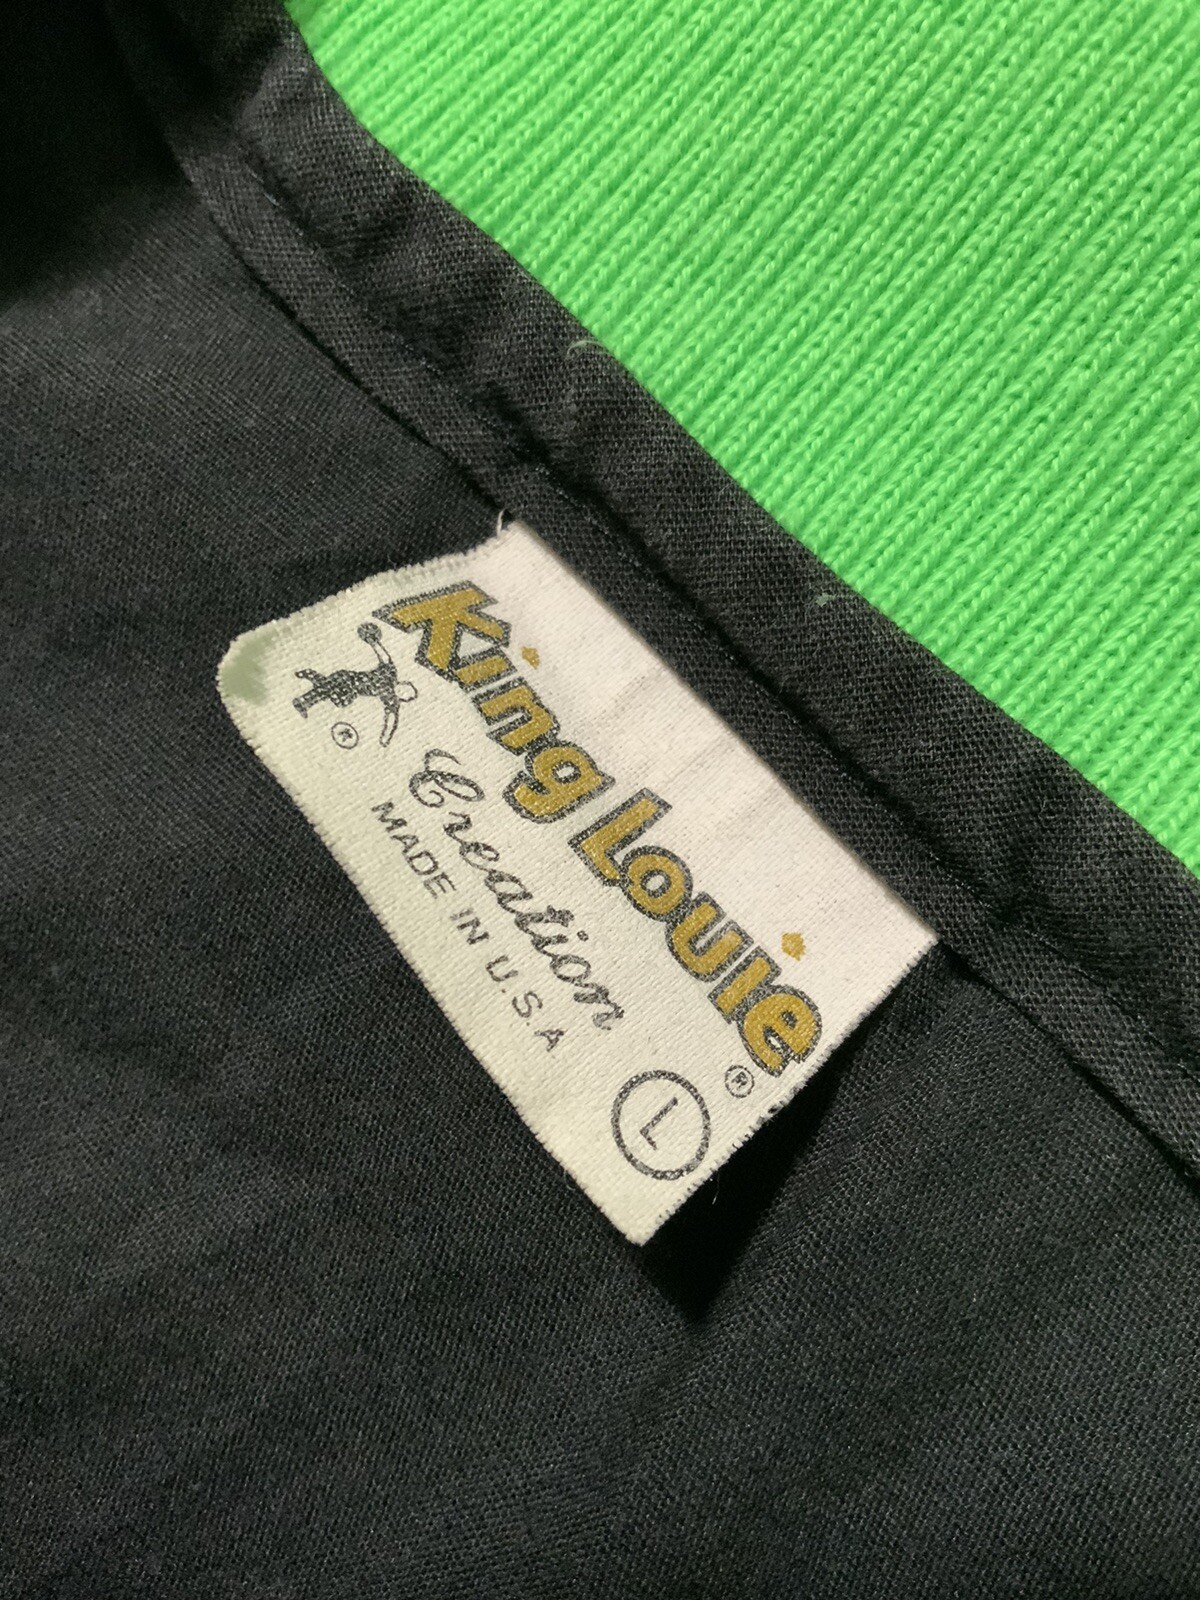 King Louie ®
®
Creation
MADE IN U.S.A
L